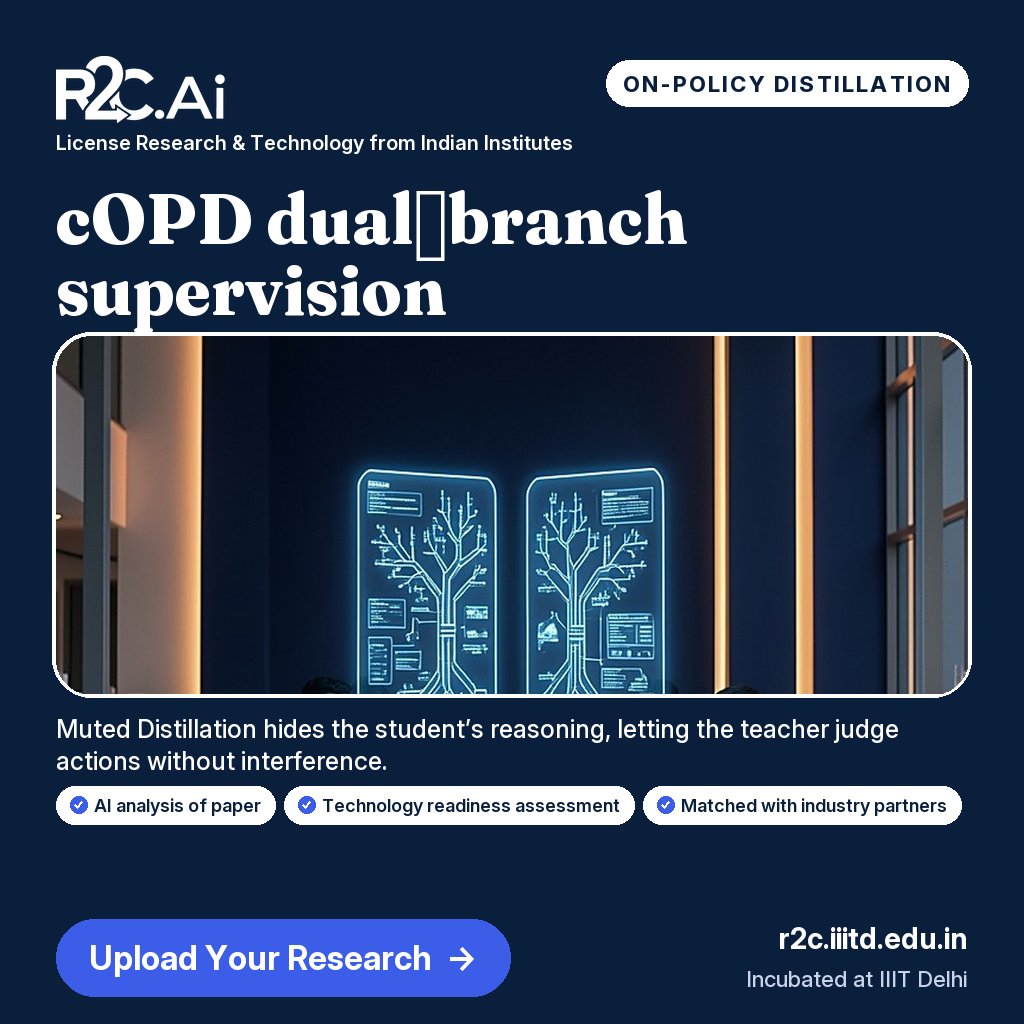 R2C.Ai
ON-POLICY DISTILLATION
License Research & Technology from Indian Institutes
cOPD dual▯branch
supervision
Muted Distillation hides the student’s reasoning, letting the teacher judge
actions without interference.
AI analysis of paper
Technology readiness assessment
Matched with industry partners
Upload Your Research →
r2c.iiitd.edu.in
Incubated at IIIT Delhi